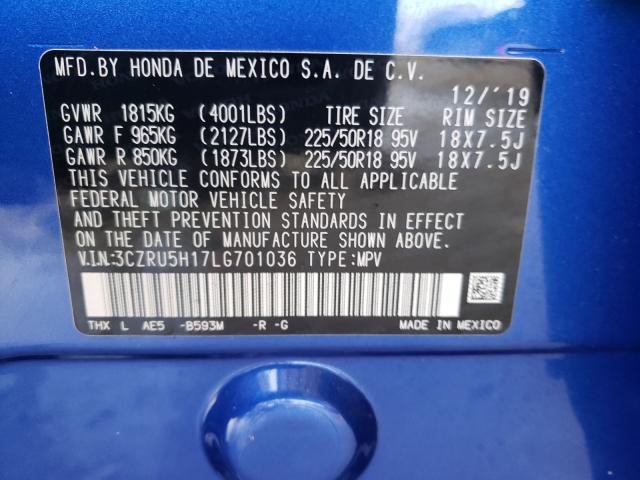 MFD.BY HONDA DE MEXICO S.A. DE C.V.
12/'19
GVWR 1815KG (4001LBS) TIRE SIZE RIM SIZE
GAWR F 965KG (2127LBS) 225/50R18 95V 18X7.5J
GAWR R 850KG (1873LBS) 225/50R18 95V 18X7.5J
THIS VEHICLE CONFORMS TO ALL APPLICABLE
FEDERAL MOTOR VEHICLE SAFETY
AND THEFT PREVENTION STANDARDS IN EFFECT
ON THE DATE OF MANUFACTURE SHOWN ABOVE.
V.I.N:3CZRU5H17LG701036 TYPE:MPV
THX L AE5 -B593M -R -G MADE IN MEXICO